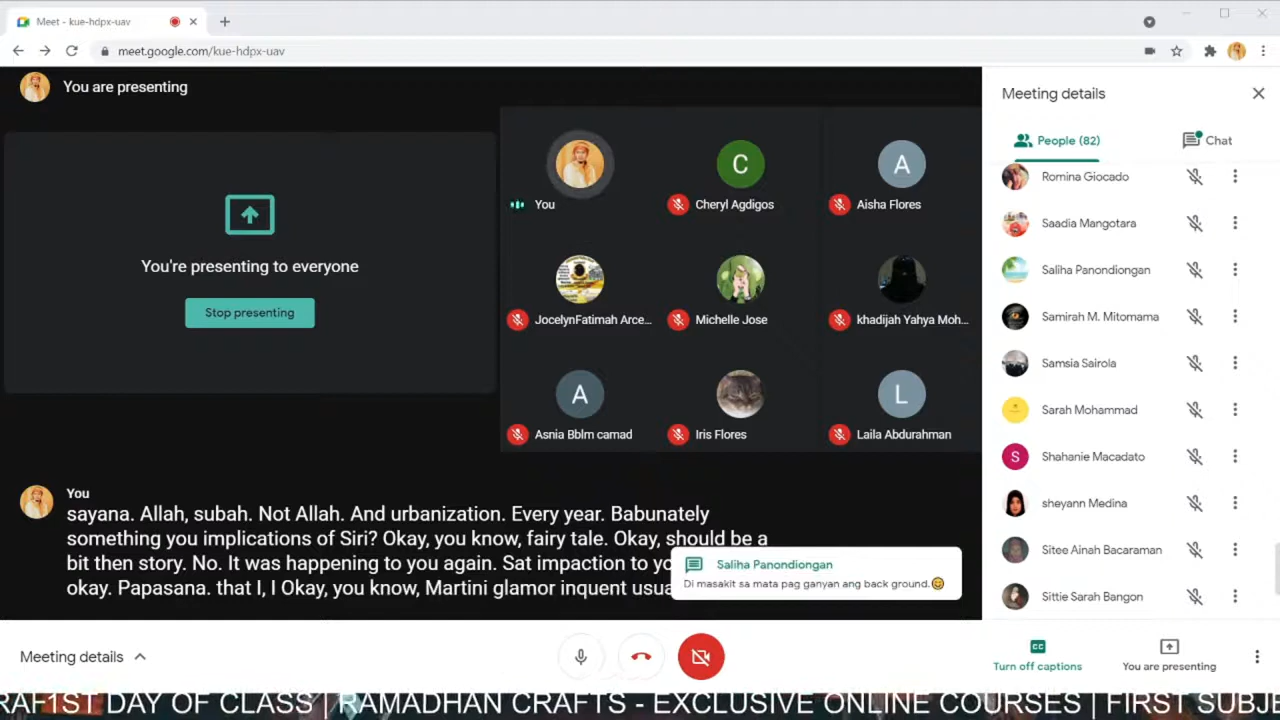 Meet - kue-hdpx-uav
meet.google.com/kue-hdpx-uav
You are presenting
You're presenting to everyone
Stop presenting
You
C
Cheryl Agdigos
A
Aisha Flores
JocelynFatimah Arce...
Michelle Jose
khadijah Yahya Moh...
A
Asnia Bblm camad
Iris Flores
L
Laila Abdurahman
You
sayana. Allah, subah. Not Allah. And urbanization. Every year. Babunately
something you implications of Siri? Okay, you know, fairy tale. Okay, should be a
bit then story. No. It was happening to you again. Sat impaction to yo
okay. Papasana. that I, I Okay, you know, Martini glamor inquent usua
Saliha Panondiongan
Di masakit sa mata pag ganyan ang back ground.😄
Meeting details
People (82)
Chat
Romina Giocado
Saadia Mangotara
Saliha Panondiongan
Samirah M. Mitomama
Samsia Sairola
Sarah Mohammad
S
Shahanie Macadato
sheyann Medina
Sitee Ainah Bacaraman
Sittie Sarah Bangon
Meeting details
CC
Turn off captions
You are presenting
RAF1ST DAY OF CLASS | RAMADHAN CRAFTS - EXCLUSIVE ONLINE COURSES | FIRST SUBJE